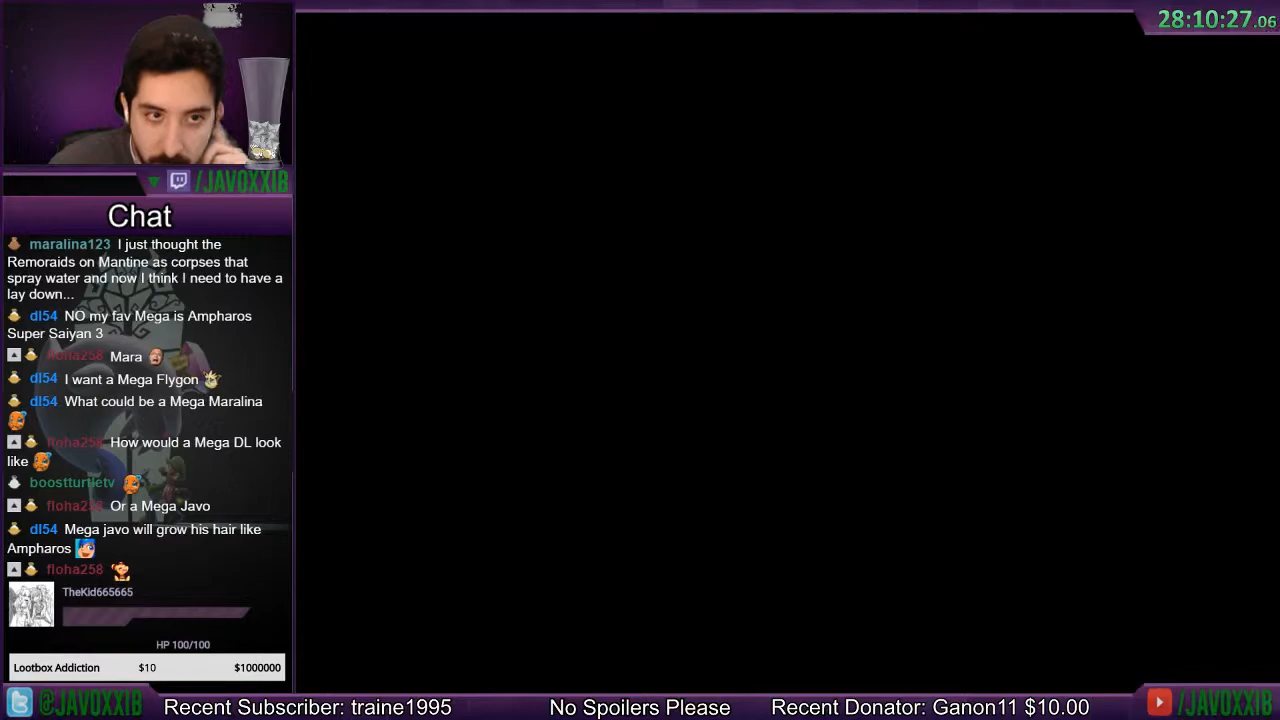 28:10:27.06
/JAVOXXIB
Chat
maralina123 I just thought the
Remoraids on Mantine as corpses that
spray water and now I think I need to have a
lay down...
dl54 NO my fav Mega is Ampharos
Super Saiyan 3
floha258 Mara
dl54 I want a Mega Flygon
dl54 What could be a Mega Maralina
floha258 How would a Mega DL look
like
boostturtletv
floha258 Or a Mega Javo
dl54 Mega javo will grow his hair like
Ampharos
floha258
TheKid665665
HP 100/100
Lootbox Addiction $10 $1000000
@JAVOXXIB Recent Subscriber: traine1995 No Spoilers Please Recent Donator: Ganon11 $10.00 /JAVOXXIB